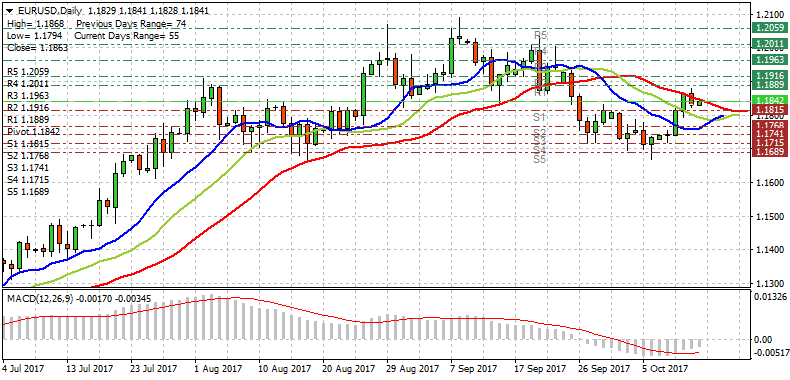 EURUSD,Daily 1.1829 1.1841 1.1828 1.1841
High= 1.1868 Previous Days Range= 74
Low= 1.1794 Current Days Range= 55
Close= 1.1863
R5 1.2059
R4 1.2011
R3 1.1963
R2 1.1916
R1 1.1889
Pivot 1.1842
S1 1.1815
S2 1.1768
S3 1.1741
S4 1.1715
S5 1.1689
R5
S1
S3
S4
S5
1.2100
1.2059
1.2011
1.1963
1.1916
1.1889
1.1842
1.1815
1.1768
1.1741
1.1715
1.1689
1.1600
1.1500
1.1400
1.1300
MACD(12,26,9) -0.00170 -0.00345
0.01326
0.00
-0.00517
4 Jul 2017 13 Jul 2017 23 Jul 2017 1 Aug 2017 10 Aug 2017 20 Aug 2017 29 Aug 2017 7 Sep 2017 17 Sep 2017 26 Sep 2017 5 Oct 2017